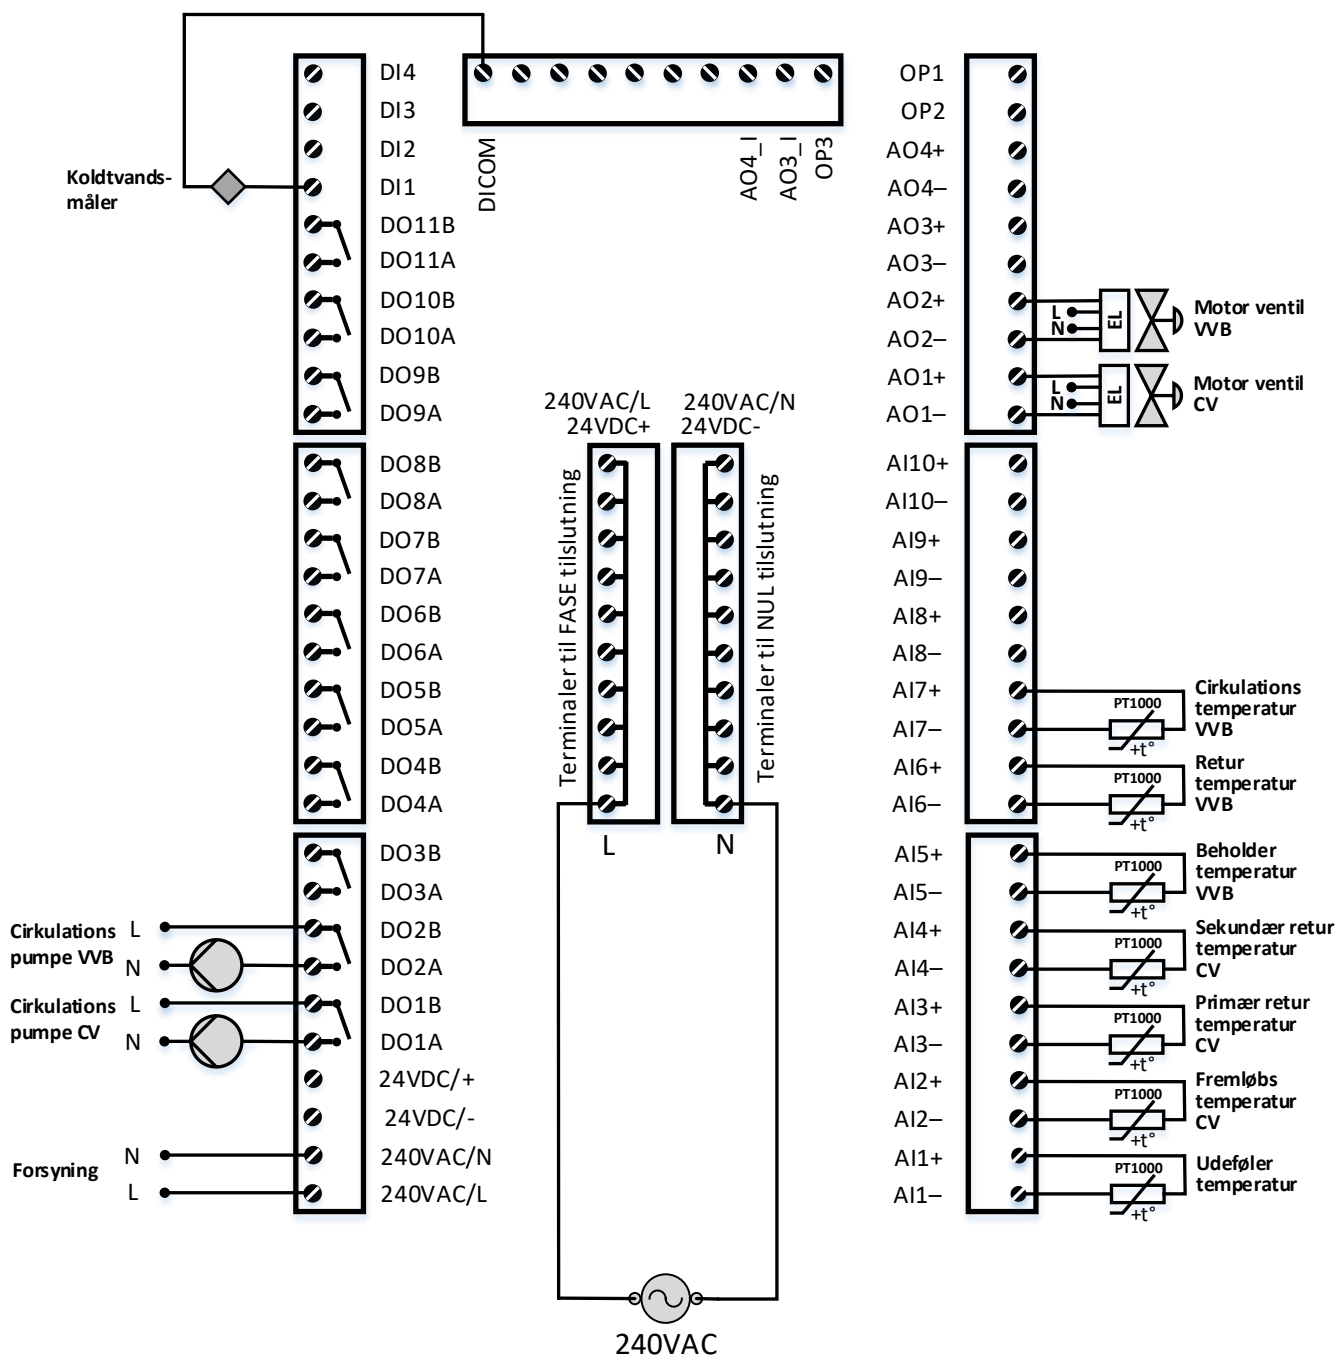 DI4
DI3
DI2
DI1
DO11B
DO11A
DO10B
DO10A
DO9B
DO9A
Koldtvands-
måler
DICOM
AO4_I
AO3_I
OP3
OP1
OP2
AO4+
AO4–
AO3+
AO3–
AO2+
AO2–
AO1+
AO1–
L
N
EL
Motor ventil
VVB
L
N
EL
Motor ventil
CV
DO8B
DO8A
DO7B
DO7A
DO6B
DO6A
DO5B
DO5A
DO4B
DO4A
240VAC/L
24VDC+
240VAC/N
24VDC-
Terminaler til FASE tilslutning
Terminaler til NUL tilslutning
L
N
AI10+
AI10–
AI9+
AI9–
AI8+
AI8–
AI7+
AI7–
AI6+
AI6–
PT1000
+t°
Cirkulations
temperatur
VVB
PT1000
+t°
Retur
temperatur
VVB
DO3B
DO3A
DO2B
DO2A
DO1B
DO1A
24VDC/+
24VDC/-
240VAC/N
240VAC/L
Cirkulations
pumpe VVB
L
N
Cirkulations
pumpe CV
L
N
Forsyning
N
L
AI5+
AI5–
AI4+
AI4–
AI3+
AI3–
AI2+
AI2–
AI1+
AI1–
PT1000
+t°
Beholder
temperatur
VVB
PT1000
+t°
Sekundær retur
temperatur
CV
PT1000
+t°
Primær retur
temperatur
CV
PT1000
+t°
Fremløbs
temperatur
CV
PT1000
+t°
Udeføler
temperatur
240VAC